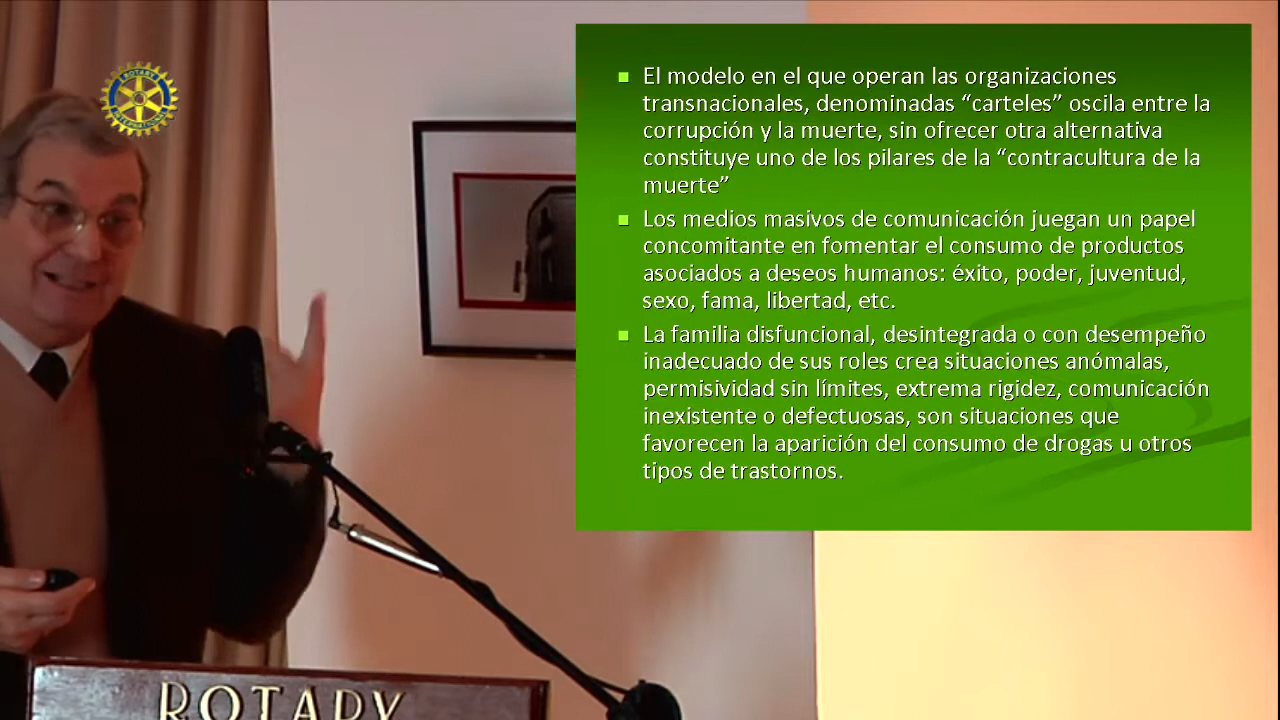 ROTARY
INTERNATIONAL
El modelo en el que operan las organizaciones
transnacionales, denominadas “carteles” oscila entre la
corrupción y la muerte, sin ofrecer otra alternativa
constituye uno de los pilares de la “contracultura de la
muerte”
Los medios masivos de comunicación juegan un papel
concomitante en fomentar el consumo de productos
asociados a deseos humanos: éxito, poder, juventud,
sexo, fama, libertad, etc.
La familia disfuncional, desintegrada o con desempeño
inadecuado de sus roles crea situaciones anómalas,
permisividad sin límites, extrema rigidez, comunicación
inexistente o defectuosas, son situaciones que
favorecen la aparición del consumo de drogas u otros
tipos de trastornos.
ROTARY